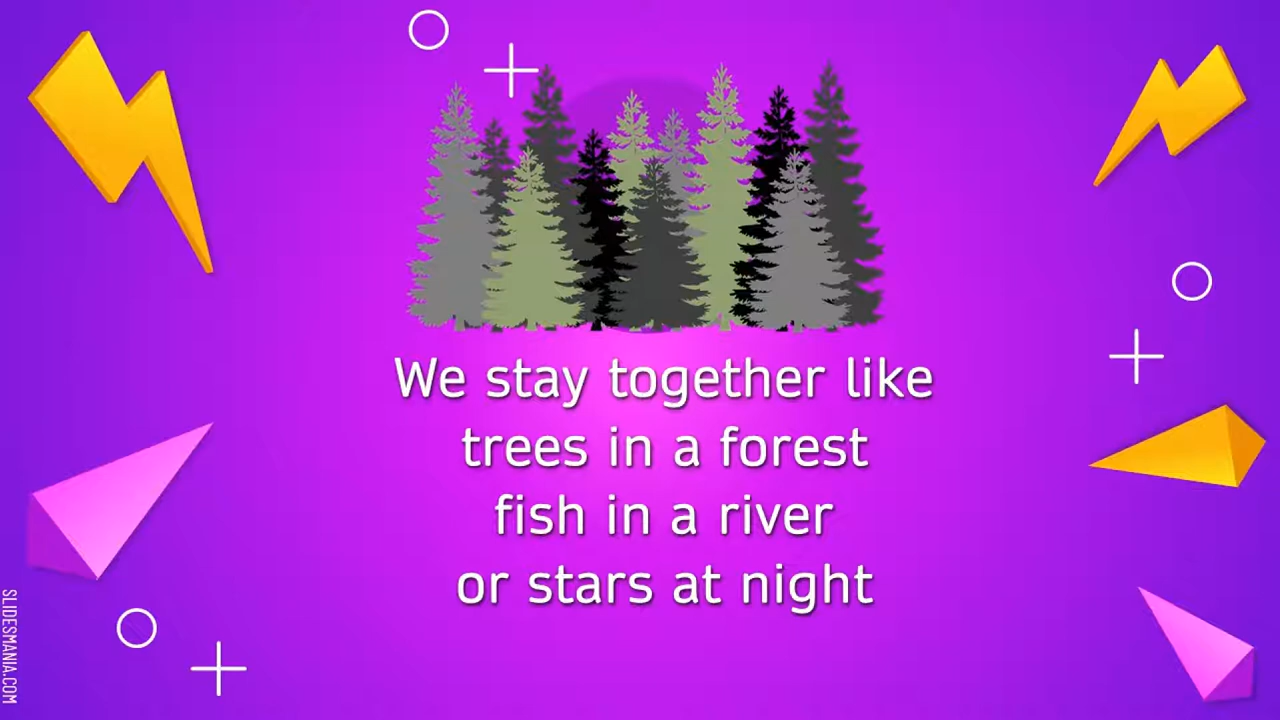 We stay together like
trees in a forest
fish in a river
or stars at night
SLIDESMANIA.COM